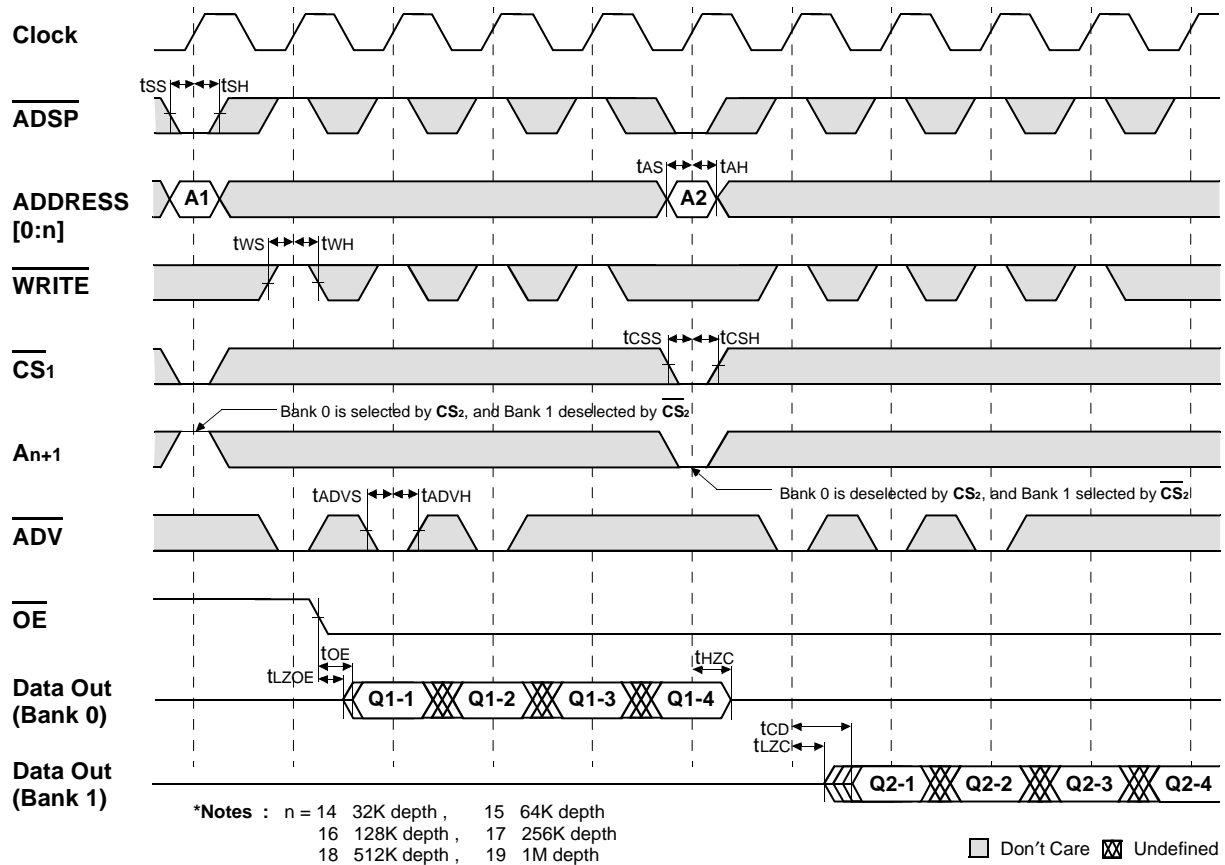 Clock
tSS tSH
ADSP
tAS tAH
ADDRESS
[0:n]
A1 A2
tWS tWH
WRITE
tCSS tCSH
CS1
Bank 0 is selected by CS2, and Bank 1 deselected by CS2
An+1
Bank 0 is deselected by CS2, and Bank 1 selected by CS2
tADVS tADVH
ADV
OE
tOE
tLZOE
tHZC
Data Out
(Bank 0)
Q1-1 Q1-2 Q1-3 Q1-4
tCD
tLZC
Data Out
(Bank 1)
Q2-1 Q2-2 Q2-3 Q2-4
*Notes : n = 14 32K depth , 15 64K depth
16 128K depth , 17 256K depth
18 512K depth , 19 1M depth
Don't Care Undefined